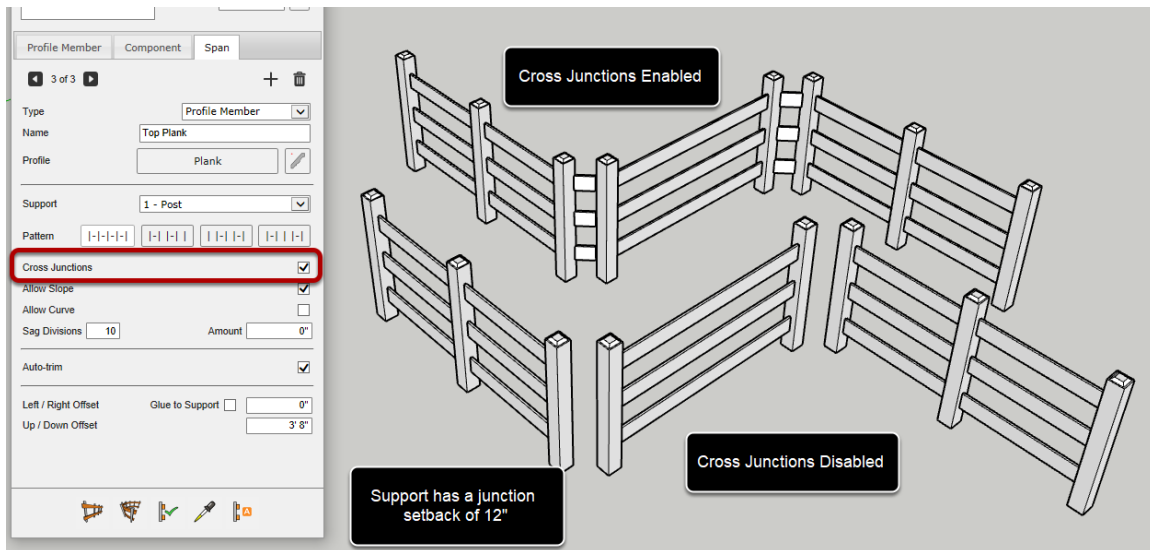 Profile Member Component Span
3 of 3
Type Profile Member
Name Top Plank
Profile Plank
Support 1 - Post
Pattern |-|-|-|-| |-| |-| | | |-| |-| |-| | |-|
Cross Junctions
Allow Slope
Allow Curve
Sag Divisions 10 Amount 0"
Auto-trim
Left / Right Offset Glue to Support 0"
Up / Down Offset 3' 8"
A
Cross Junctions Enabled
Cross Junctions Disabled
Support has a junction
setback of 12"